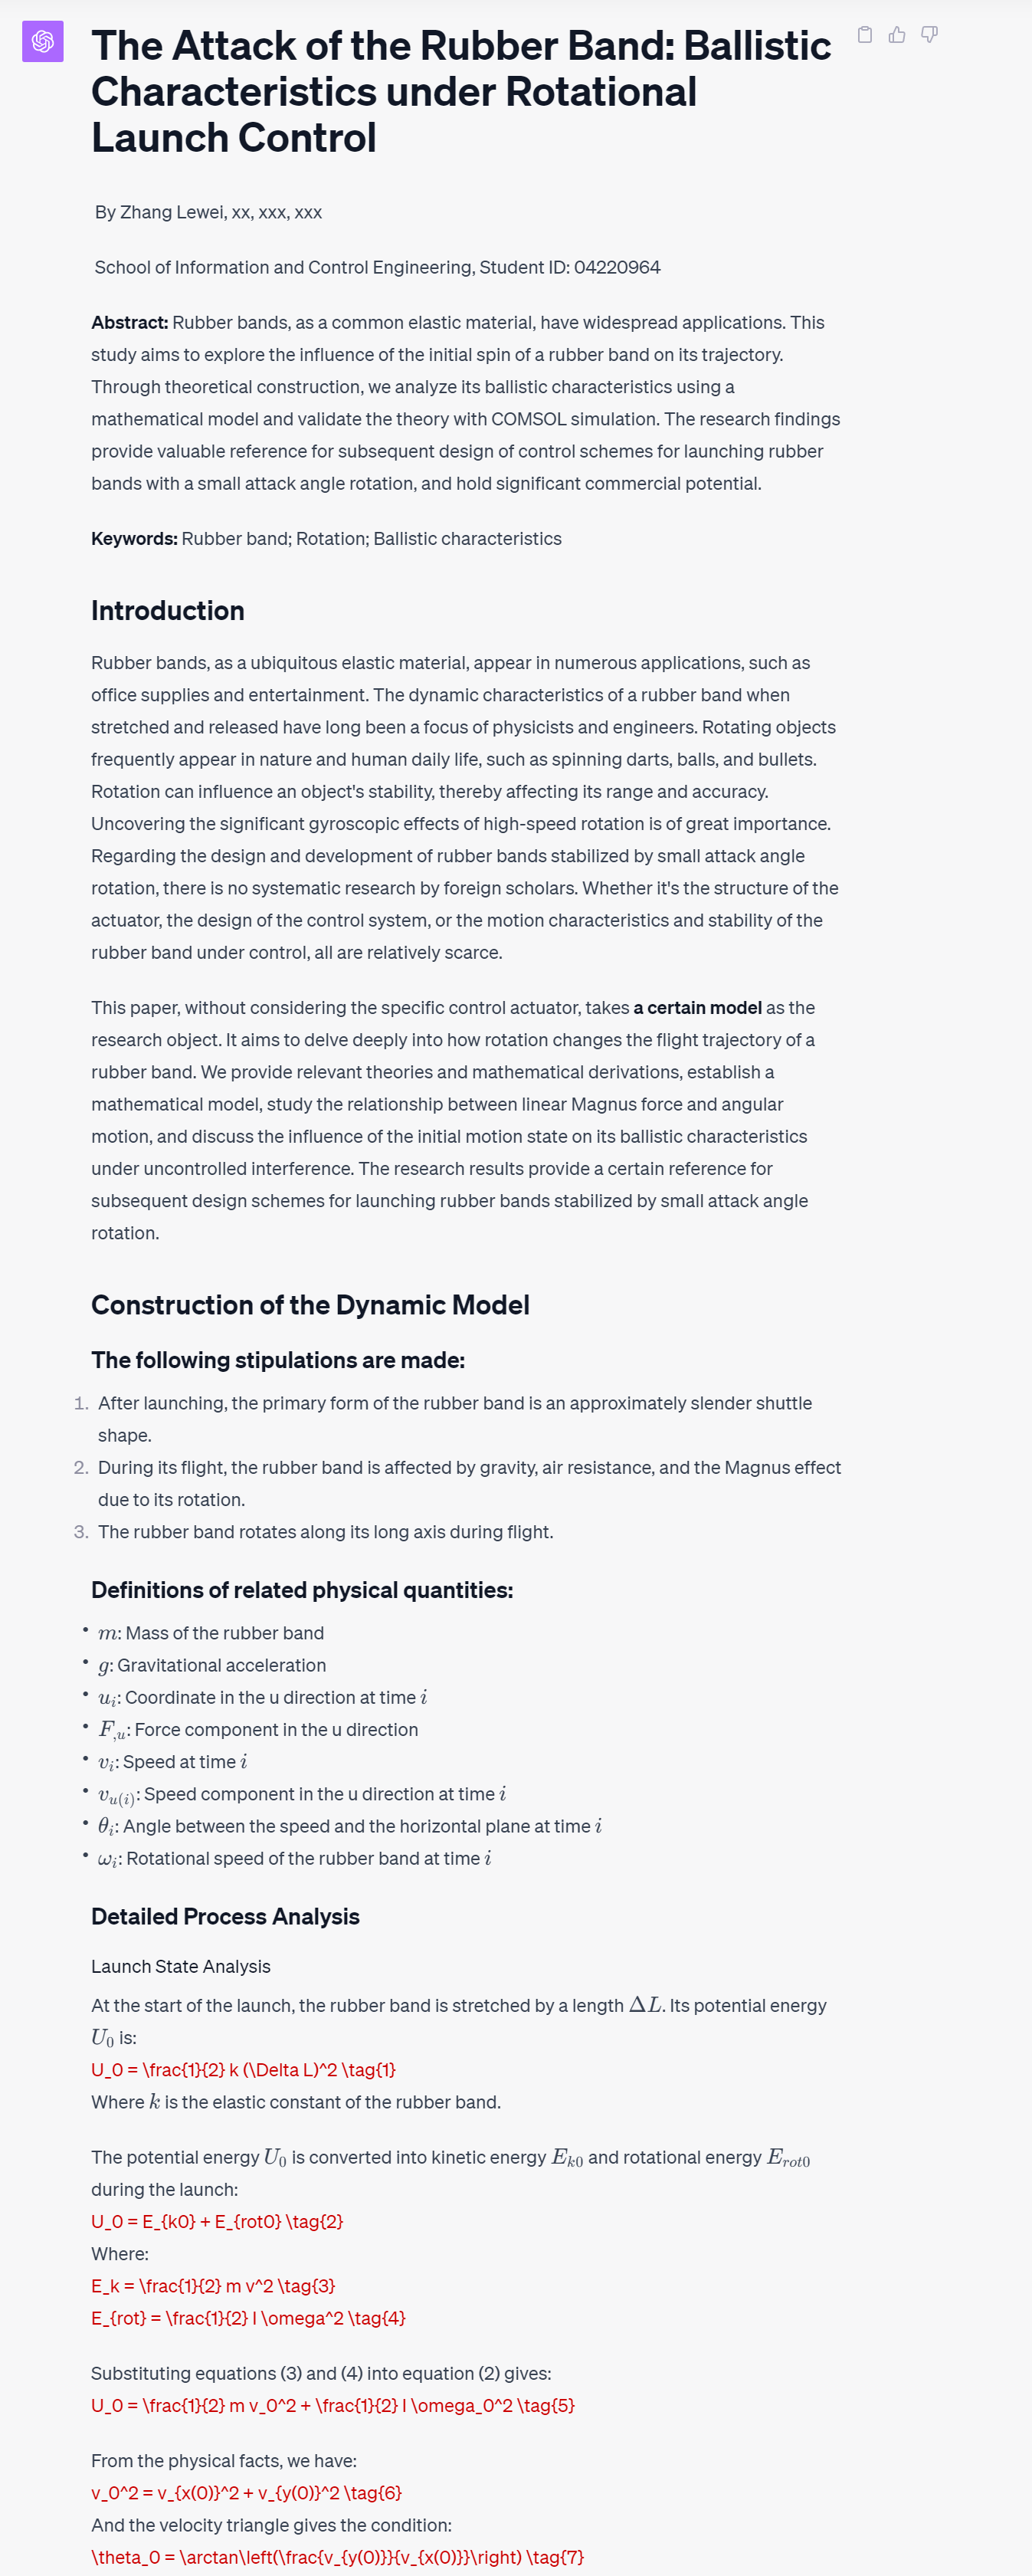 The Attack of the Rubber Band: Ballistic
Characteristics under Rotational
Launch Control
By Zhang Lewei, xx, xxx, xxx
School of Information and Control Engineering, Student ID: 04220964
Abstract: Rubber bands, as a common elastic material, have widespread applications. This
study aims to explore the influence of the initial spin of a rubber band on its trajectory.
Through theoretical construction, we analyze its ballistic characteristics using a
mathematical model and validate the theory with COMSOL simulation. The research findings
provide valuable reference for subsequent design of control schemes for launching rubber
bands with a small attack angle rotation, and hold significant commercial potential.
Keywords: Rubber band; Rotation; Ballistic characteristics
Introduction
Rubber bands, as a ubiquitous elastic material, appear in numerous applications, such as
office supplies and entertainment. The dynamic characteristics of a rubber band when
stretched and released have long been a focus of physicists and engineers. Rotating objects
frequently appear in nature and human daily life, such as spinning darts, balls, and bullets.
Rotation can influence an object's stability, thereby affecting its range and accuracy.
Uncovering the significant gyroscopic effects of high-speed rotation is of great importance.
Regarding the design and development of rubber bands stabilized by small attack angle
rotation, there is no systematic research by foreign scholars. Whether it's the structure of the
actuator, the design of the control system, or the motion characteristics and stability of the
rubber band under control, all are relatively scarce.
This paper, without considering the specific control actuator, takes a certain model as the
research object. It aims to delve deeply into how rotation changes the flight trajectory of a
rubber band. We provide relevant theories and mathematical derivations, establish a
mathematical model, study the relationship between linear Magnus force and angular
motion, and discuss the influence of the initial motion state on its ballistic characteristics
under uncontrolled interference. The research results provide a certain reference for
subsequent design schemes for launching rubber bands stabilized by small attack angle
rotation.
Construction of the Dynamic Model
The following stipulations are made:
1. After launching, the primary form of the rubber band is an approximately slender shuttle
shape.
2. During its flight, the rubber band is affected by gravity, air resistance, and the Magnus effect
due to its rotation.
3. The rubber band rotates along its long axis during flight.
Definitions of related physical quantities:
• m: Mass of the rubber band
• g: Gravitational acceleration
• u_i: Coordinate in the u direction at time i
• F_{,u}: Force component in the u direction
• v_i: Speed at time i
• v_{u(i)}: Speed component in the u direction at time i
• θ_i: Angle between the speed and the horizontal plane at time i
• ω_i: Rotational speed of the rubber band at time i
Detailed Process Analysis
Launch State Analysis
At the start of the launch, the rubber band is stretched by a length ΔL. Its potential energy
U_0 is:
U_0 = \frac{1}{2} k (\Delta L)^2 \tag{1}
Where k is the elastic constant of the rubber band.
The potential energy U_0 is converted into kinetic energy E_{k0} and rotational energy E_{rot0}
during the launch:
U_0 = E_{k0} + E_{rot0} \tag{2}
Where:
E_k = \frac{1}{2} m v^2 \tag{3}
E_{rot} = \frac{1}{2} I \omega^2 \tag{4}
Substituting equations (3) and (4) into equation (2) gives:
U_0 = \frac{1}{2} m v_0^2 + \frac{1}{2} I \omega_0^2 \tag{5}
From the physical facts, we have:
v_0^2 = v_{x(0)}^2 + v_{y(0)}^2 \tag{6}
And the velocity triangle gives the condition:
\theta_0 = \arctan\left(\frac{v_{y(0)}}{v_{x(0)}}\right) \tag{7}